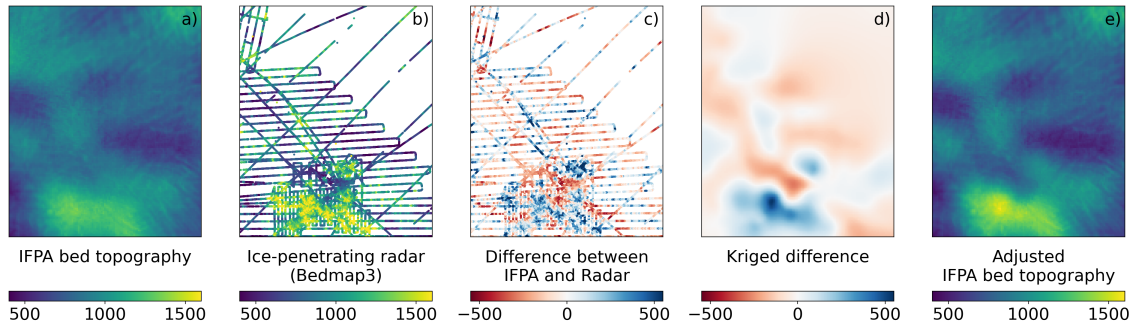 a)
b)
c)
d)
e)
IFPA bed topography
Ice-penetrating radar
(Bedmap3)
Difference between
IFPA and Radar
Kriged difference
Adjusted
IFPA bed topography
500 1000 1500
500 1000 1500
−500 0 500
−500 0 500
500 1000 1500